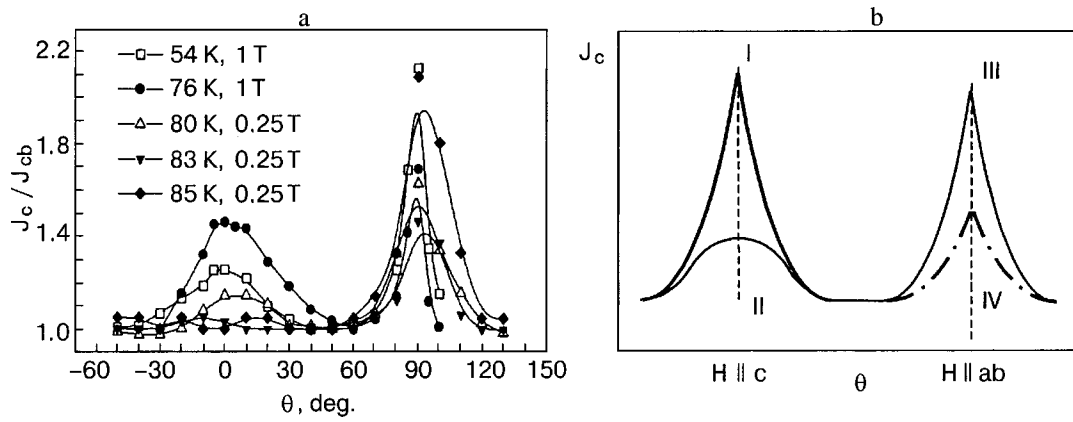 a
b
2.2
1.8
1.4
1.0
J_c / J_cb
54 K, 1 T
76 K, 1 T
80 K, 0.25 T
83 K, 0.25 T
85 K, 0.25 T
−60 −30 0 30 60 90 120 150
θ, deg.
J_c
I
II
III
IV
H || c θ H || ab